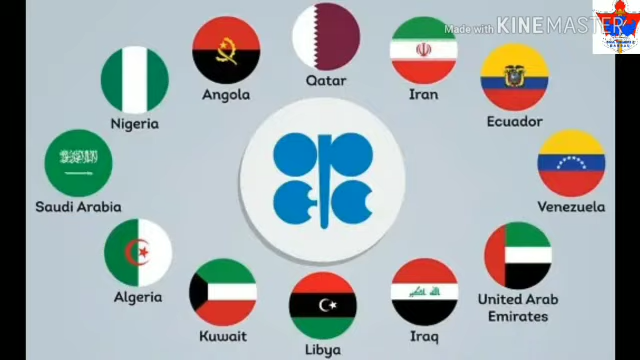 Made with KINEMASTER
Qatar
Angola
Iran
Nigeria
Ecuador
Saudi Arabia
Venezuela
Algeria
United Arab
Emirates
Kuwait
Iraq
Libya